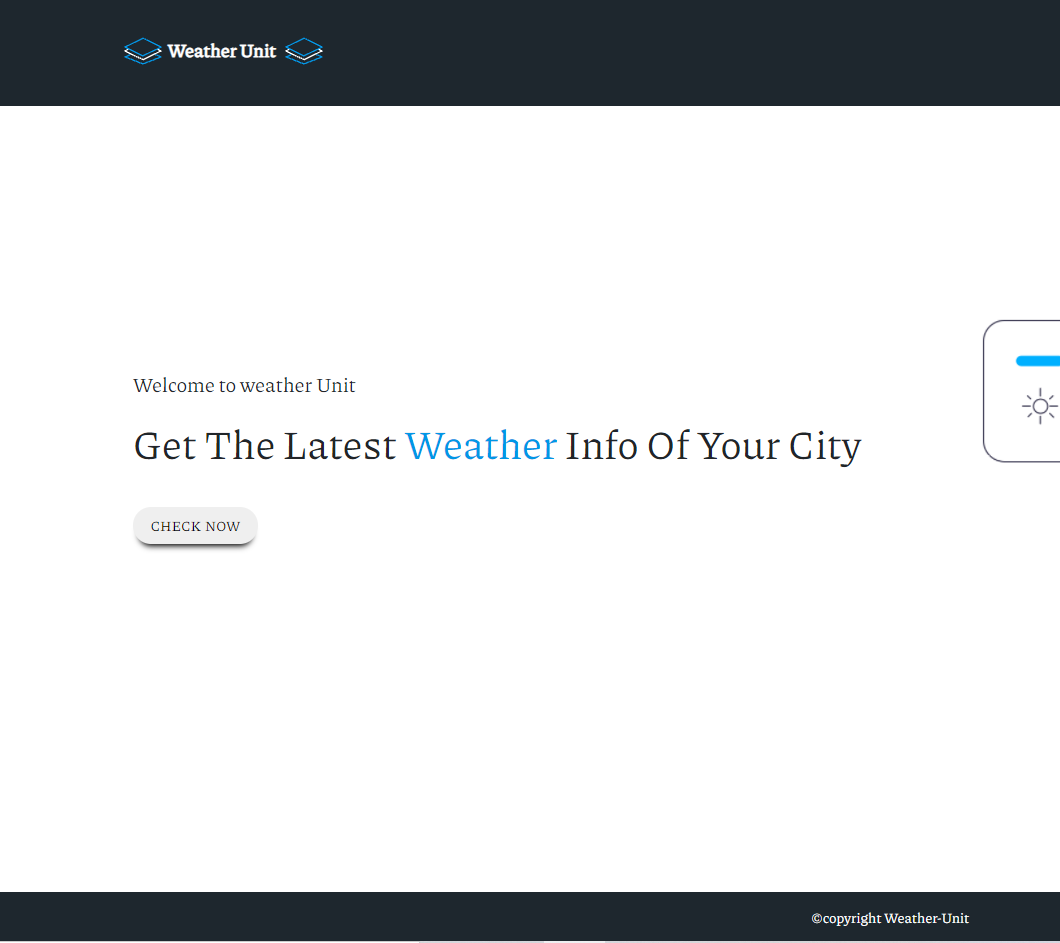 Weather Unit
Welcome to weather Unit
Get The Latest Weather Info Of Your City
CHECK NOW
©copyright Weather-Unit